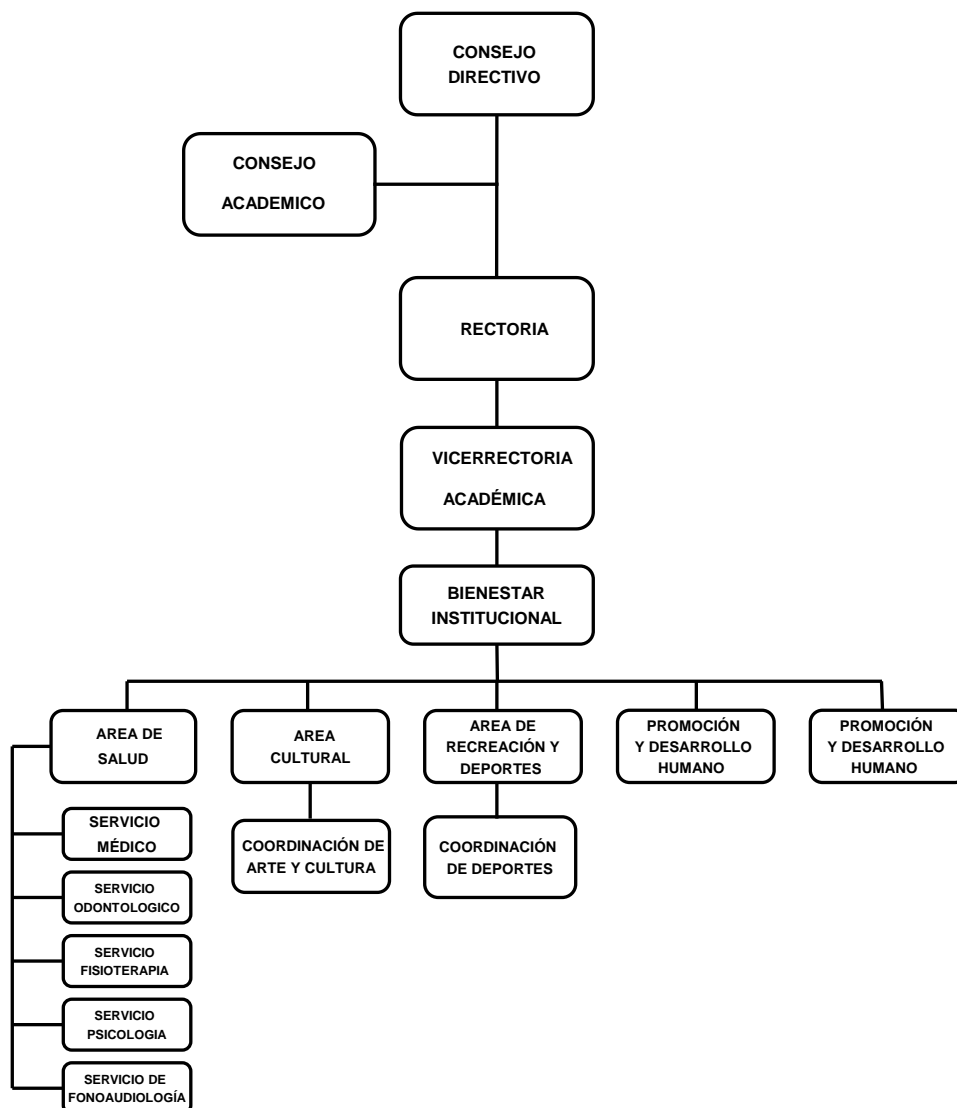 CONSEJO
DIRECTIVO
CONSEJO
ACADEMICO
RECTORIA
VICERRECTORIA
ACADÉMICA
BIENESTAR
INSTITUCIONAL
AREA DE
SALUD
AREA
CULTURAL
AREA DE
RECREACIÓN Y
DEPORTES
PROMOCIÓN
Y DESARROLLO
HUMANO
PROMOCIÓN
Y DESARROLLO
HUMANO
SERVICIO
MÉDICO
SERVICIO
ODONTOLOGICO
SERVICIO
FISIOTERAPIA
SERVICIO
PSICOLOGIA
SERVICIO DE
FONOAUDIOLOGÍA
COORDINACIÓN DE
ARTE Y CULTURA
COORDINACIÓN
DE DEPORTES